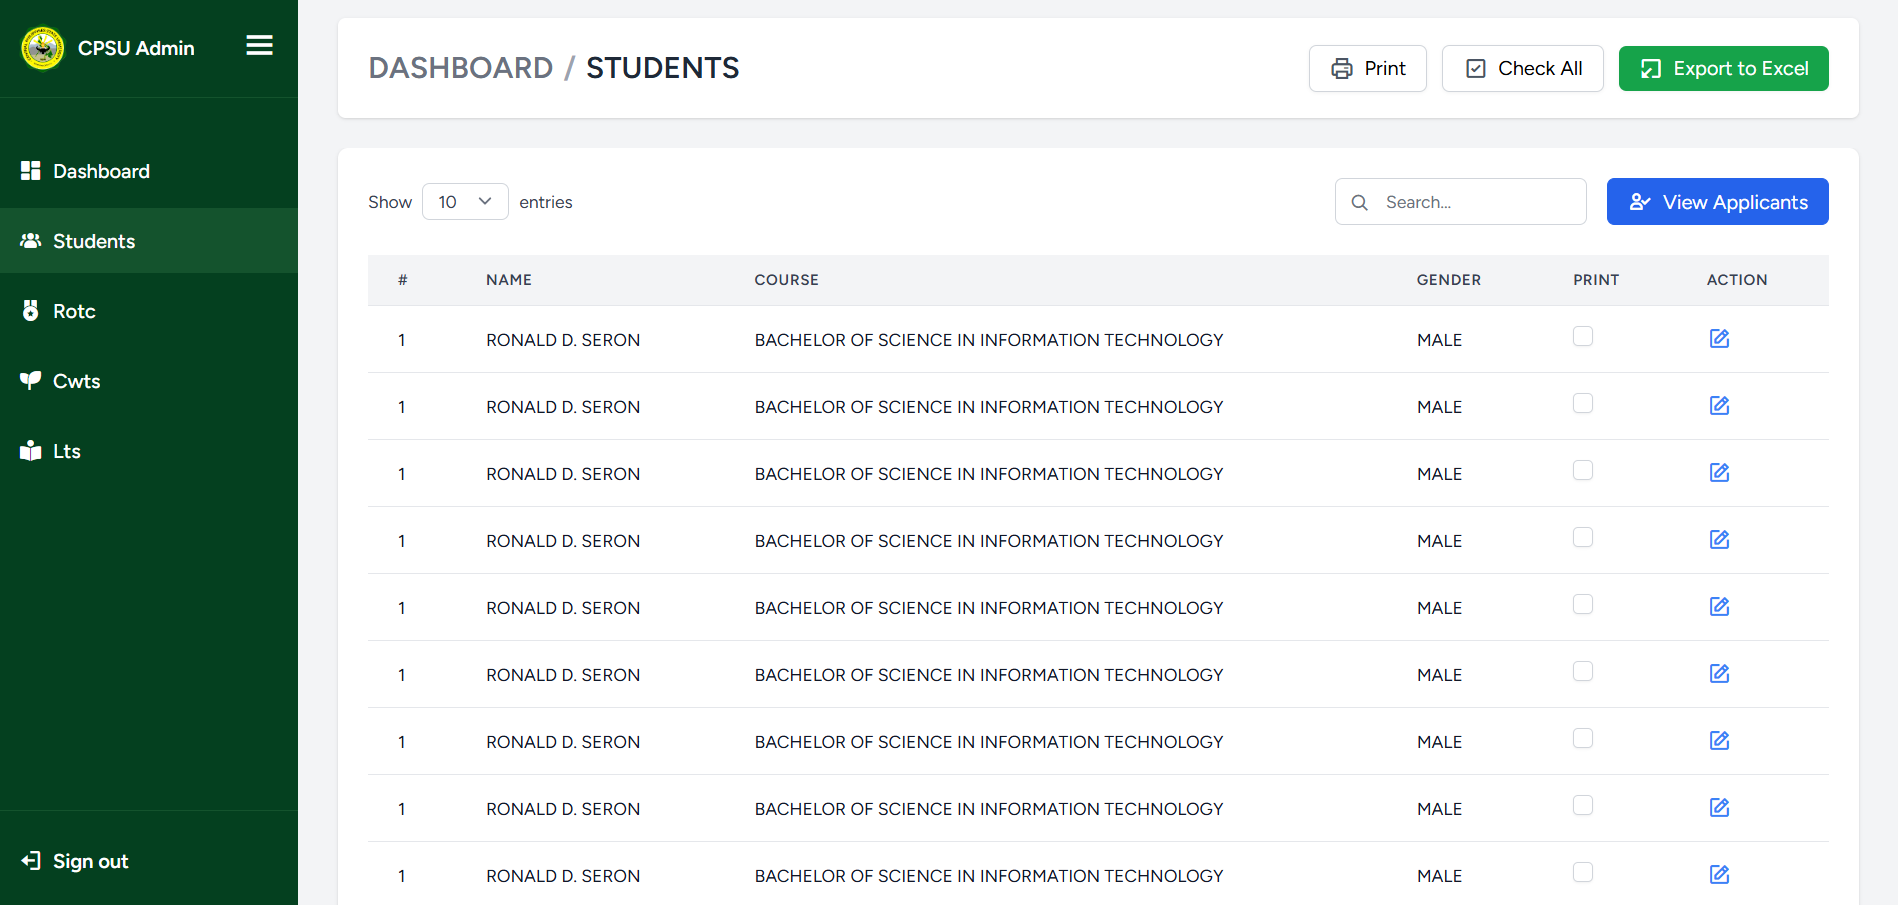 CPSU Admin
Dashboard
Students
Rotc
Cwts
Lts
Sign out
DASHBOARD / STUDENTS
Print
Check All
Export to Excel
Show 10 entries
Search...
View Applicants
# NAME COURSE GENDER PRINT ACTION
1 RONALD D. SERON BACHELOR OF SCIENCE IN INFORMATION TECHNOLOGY MALE
1 RONALD D. SERON BACHELOR OF SCIENCE IN INFORMATION TECHNOLOGY MALE
1 RONALD D. SERON BACHELOR OF SCIENCE IN INFORMATION TECHNOLOGY MALE
1 RONALD D. SERON BACHELOR OF SCIENCE IN INFORMATION TECHNOLOGY MALE
1 RONALD D. SERON BACHELOR OF SCIENCE IN INFORMATION TECHNOLOGY MALE
1 RONALD D. SERON BACHELOR OF SCIENCE IN INFORMATION TECHNOLOGY MALE
1 RONALD D. SERON BACHELOR OF SCIENCE IN INFORMATION TECHNOLOGY MALE
1 RONALD D. SERON BACHELOR OF SCIENCE IN INFORMATION TECHNOLOGY MALE
1 RONALD D. SERON BACHELOR OF SCIENCE IN INFORMATION TECHNOLOGY MALE